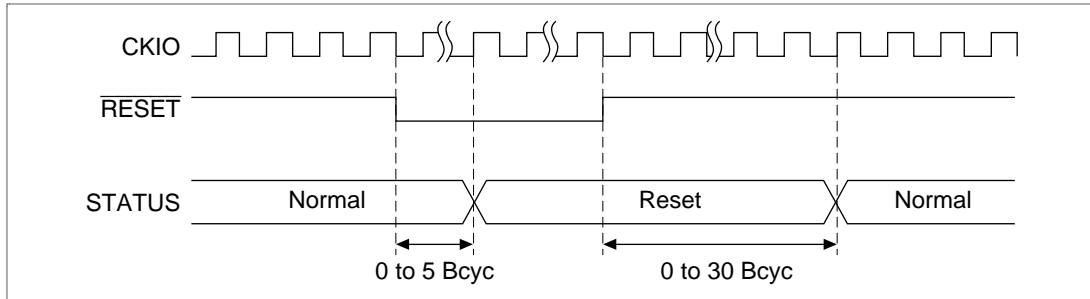 CKIO
RESET
STATUS
Normal
Reset
Normal
0 to 5 Bcyc
0 to 30 Bcyc